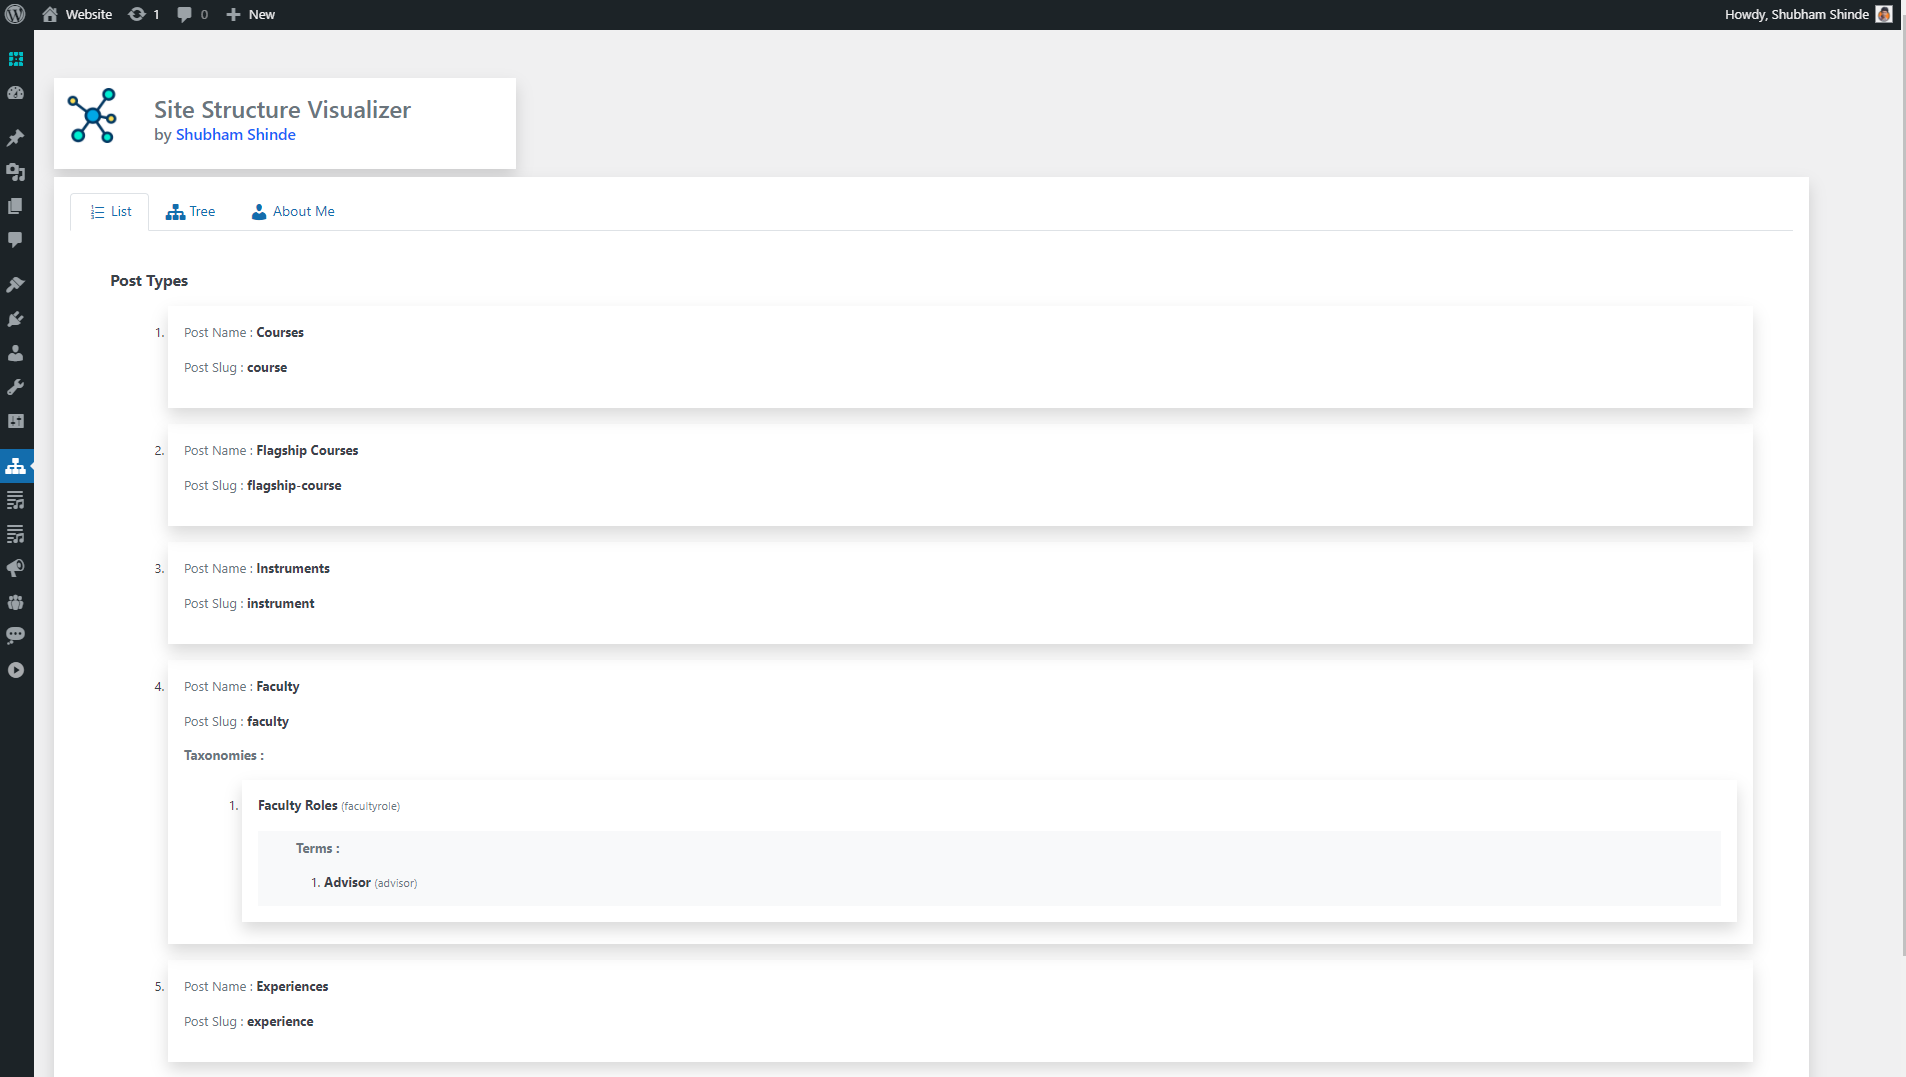 Website 1 0 New Howdy, Shubham Shinde
Site Structure Visualizer
by Shubham Shinde
List Tree About Me
Post Types
1. Post Name : Courses
Post Slug : course
2. Post Name : Flagship Courses
Post Slug : flagship-course
3. Post Name : Instruments
Post Slug : instrument
4. Post Name : Faculty
Post Slug : faculty
Taxonomies :
1. Faculty Roles (facultyrole)
Terms :
1. Advisor (advisor)
5. Post Name : Experiences
Post Slug : experience